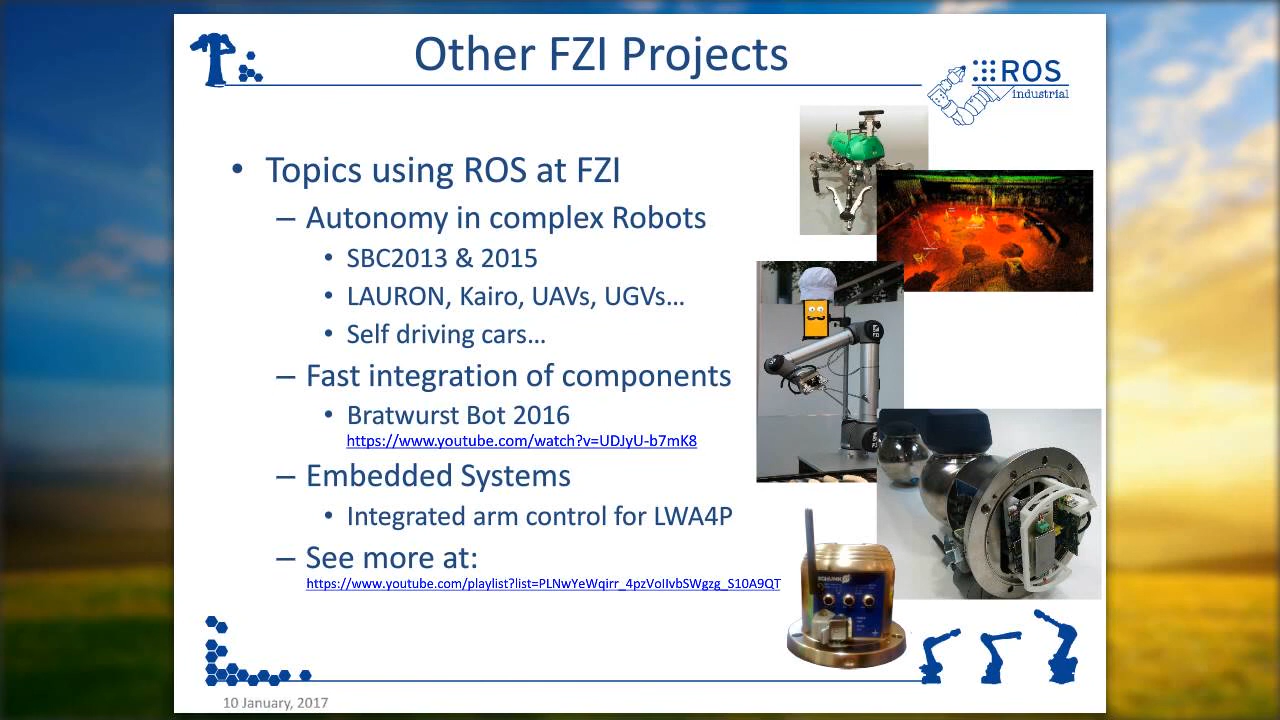 Other FZI Projects
ROS
industrial
• Topics using ROS at FZI
– Autonomy in complex Robots
• SBC2013 & 2015
• LAURON, Kairo, UAVs, UGVs…
• Self driving cars…
– Fast integration of components
• Bratwurst Bot 2016
https://www.youtube.com/watch?v=UDJyU-b7mK8
– Embedded Systems
• Integrated arm control for LWA4P
– See more at:
https://www.youtube.com/playlist?list=PLNwYeWqirr_4pzVoIIvbSWgzg_S10A9QT
SCHUNK
10 January, 2017